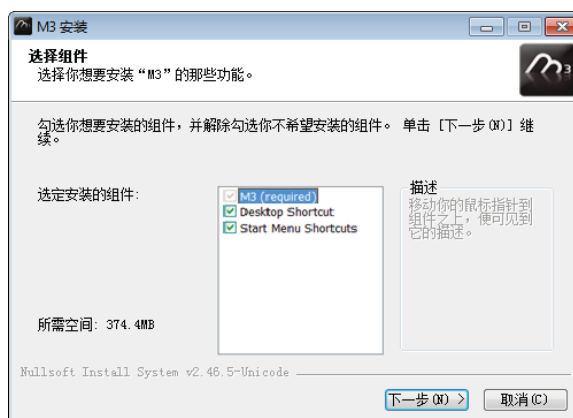 M3 安装
选择组件
选择你想要安装“M3”的那些功能。
m3
勾选你想要安装的组件，并解除勾选你不希望安装的组件。 单击 [下一步(N)] 继
续。
选定安装的组件:
M3 (required)
Desktop Shortcut
Start Menu Shortcuts
描述
移动你的鼠标指针到
组件之上，便可见到
它的描述。
所需空间: 374.4MB
Nullsoft Install System v2.46.5-Unicode
下一步(N) >
取消(C)